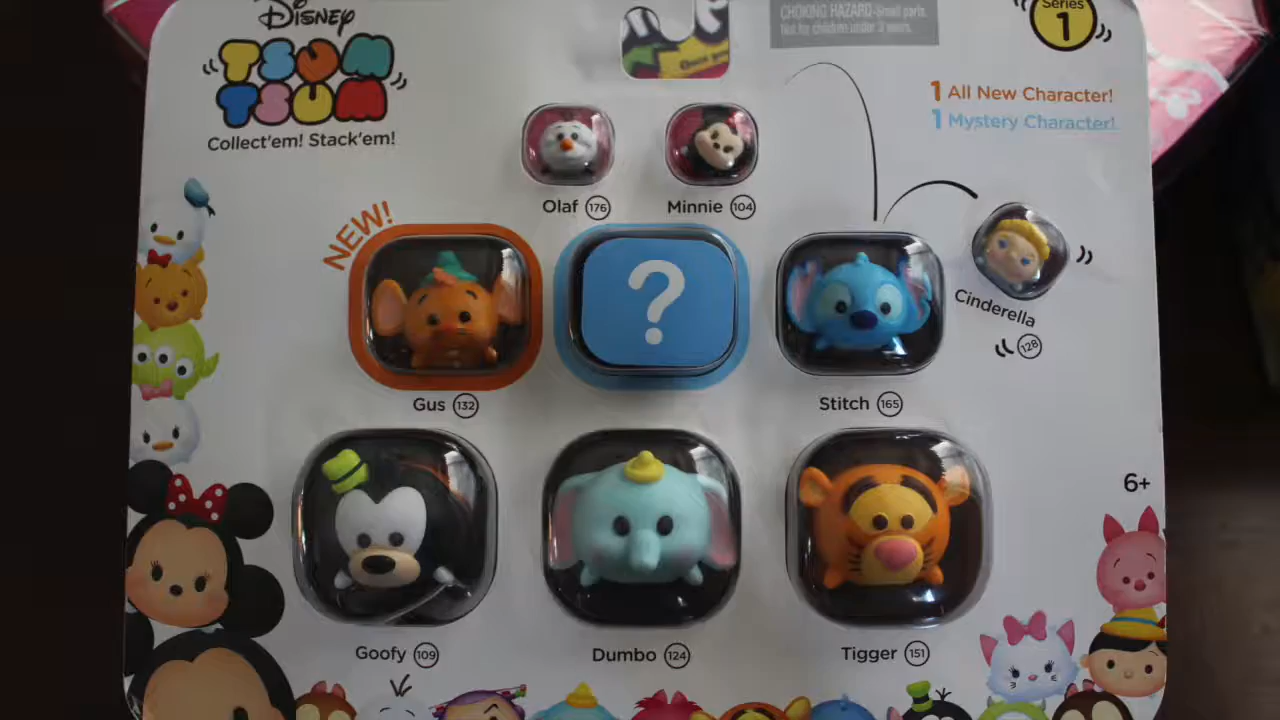 Disney
TSUM
TSUM
Collect'em! Stack'em!
CHOKING HAZARD-Small parts.
Not for children under 3 years.
Series
1
1 All New Character!
1 Mystery Character!
Olaf 176
Minnie 104
NEW!
?
Cinderella
128
Gus 132
Stitch 165
6+
Goofy 109
Dumbo 124
Tigger 151